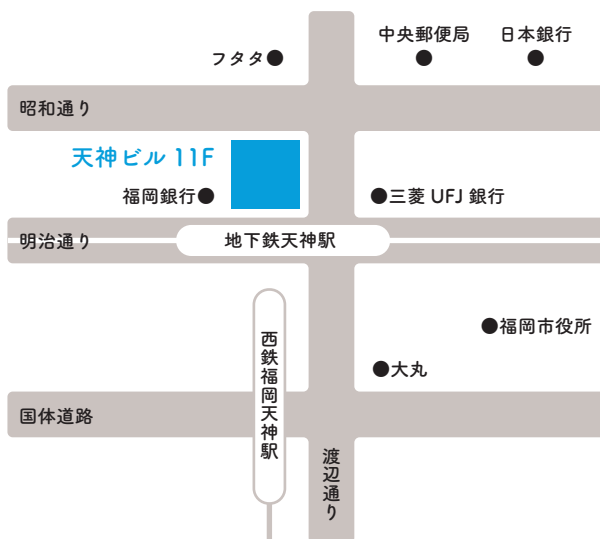 中央郵便局
日本銀行
フタタ
昭和通り
天神ビル 11F
福岡銀行
三菱 UFJ 銀行
明治通り
地下鉄天神駅
福岡市役所
西鉄福岡天神駅
大丸
国体道路
渡辺通り